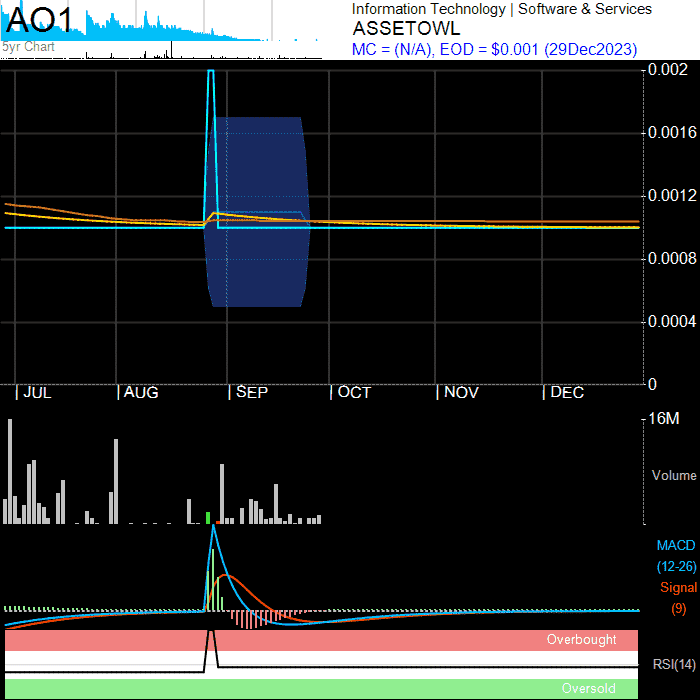 AO1
5yr Chart
Information Technology | Software & Services
ASSETOWL
MC = (N/A), EOD = $0.001 (29Dec2023)
0.002
0.0016
0.0012
0.0008
0.0004
0
JUL AUG SEP OCT NOV DEC
16M
Volume
MACD
(12-26)
Signal
(9)
Overbought
RSI(14)
Oversold